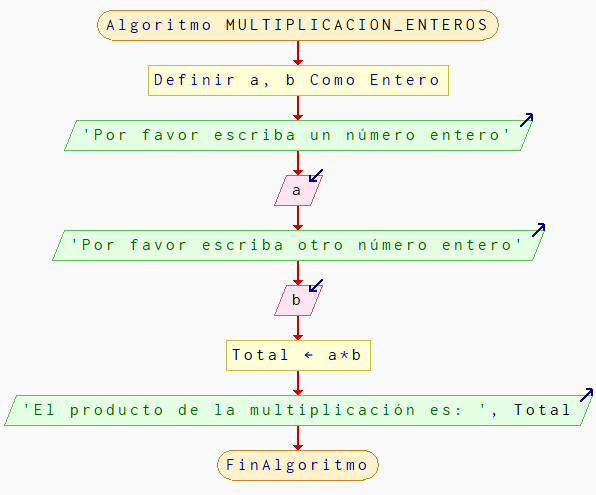 Algoritmo MULTIPLICACION_ENTEROS
Definir a, b Como Entero
'Por favor escriba un número entero'
a
'Por favor escriba otro número entero'
b
Total ← a*b
'El producto de la multiplicación es: ', Total
FinAlgoritmo